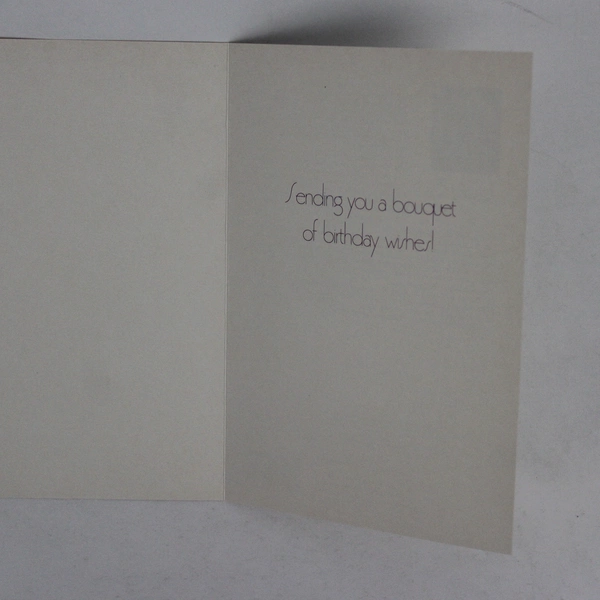 Sending you a bouquet
of birthday wishes!